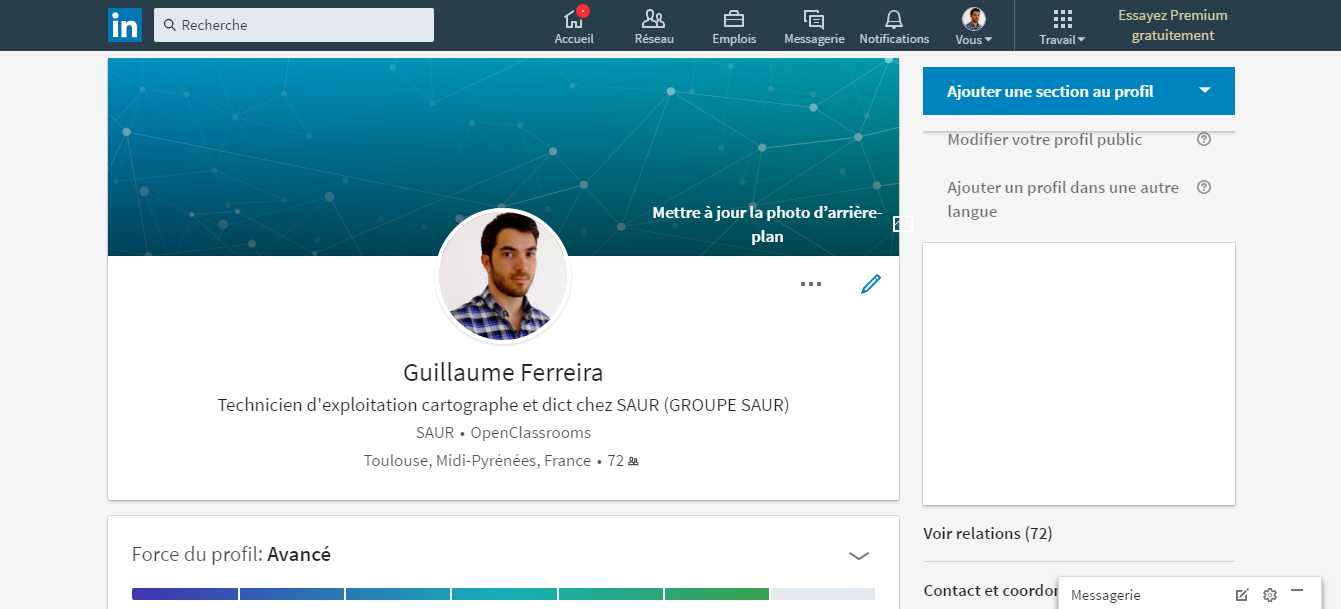 in
Recherche
Accueil
Réseau
Emplois
Messagerie
Notifications
Vous
Travail
Essayez Premium
gratuitement
Mettre à jour la photo d’arrière-
plan
Guillaume Ferreira
Technicien d'exploitation cartographe et dict chez SAUR (GROUPE SAUR)
SAUR • OpenClassrooms
Toulouse, Midi-Pyrénées, France • 72
Force du profil: Avancé
Ajouter une section au profil
Modifier votre profil public
Ajouter un profil dans une autre
langue
Voir relations (72)
Contact et coordor
Messagerie